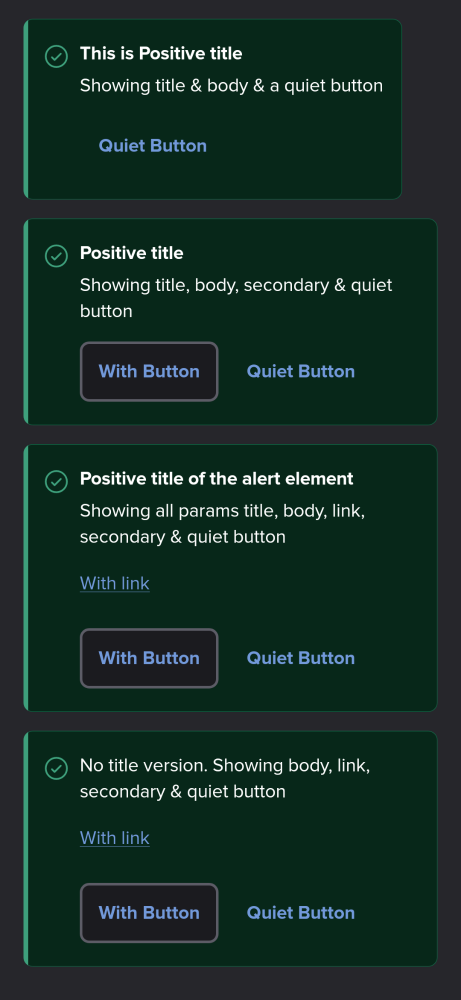 This is Positive title
Showing title & body & a quiet button
Quiet Button
Positive title
Showing title, body, secondary & quiet
button
With Button
Quiet Button
Positive title of the alert element
Showing all params title, body, link,
secondary & quiet button
With link
With Button
Quiet Button
No title version. Showing body, link,
secondary & quiet button
With link
With Button
Quiet Button